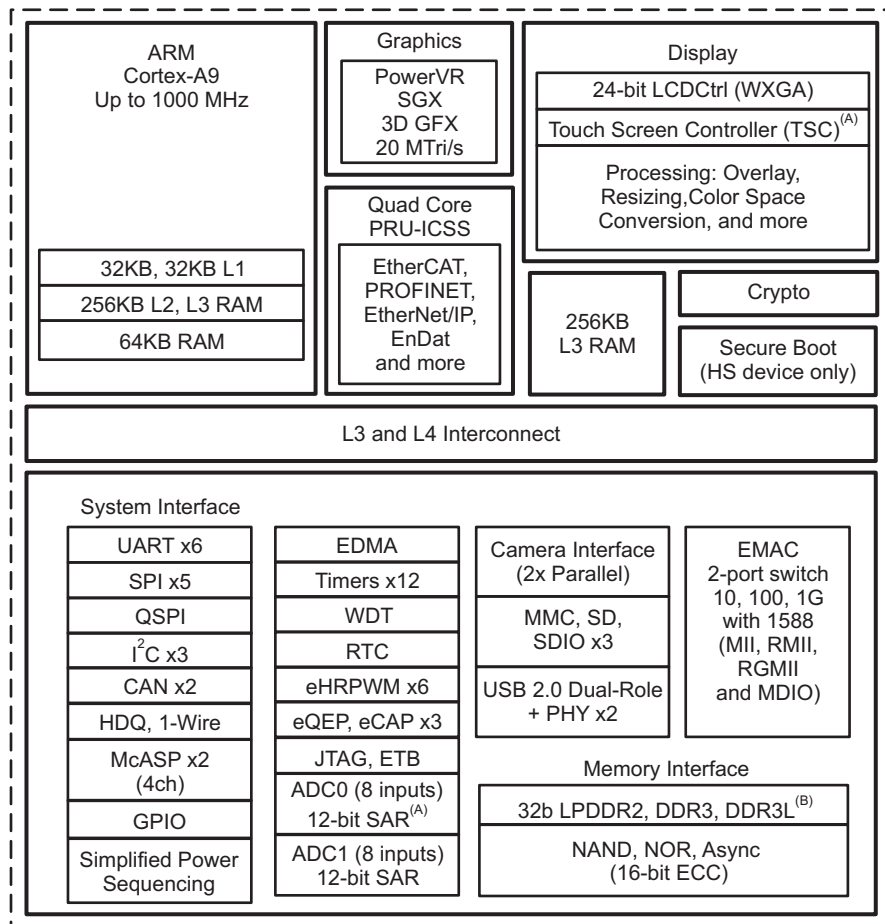 ARM
Cortex-A9
Up to 1000 MHz
32KB, 32KB L1
256KB L2, L3 RAM
64KB RAM
Graphics
PowerVR
SGX
3D GFX
20 MTri/s
Quad Core
PRU-ICSS
EtherCAT,
PROFINET,
EtherNet/IP,
EnDat
and more
Display
24-bit LCDCtrl (WXGA)
Touch Screen Controller (TSC)(A)
Processing: Overlay,
Resizing,Color Space
Conversion, and more
256KB
L3 RAM
Crypto
Secure Boot
(HS device only)
L3 and L4 Interconnect
System Interface
UART x6
SPI x5
QSPI
I2C x3
CAN x2
HDQ, 1-Wire
McASP x2
(4ch)
GPIO
Simplified Power
Sequencing
EDMA
Timers x12
WDT
RTC
eHRPWM x6
eQEP, eCAP x3
JTAG, ETB
ADC0 (8 inputs)
12-bit SAR(A)
ADC1 (8 inputs)
12-bit SAR
Camera Interface
(2x Parallel)
MMC, SD,
SDIO x3
USB 2.0 Dual-Role
+ PHY x2
EMAC
2-port switch
10, 100, 1G
with 1588
(MII, RMII,
RGMII
and MDIO)
Memory Interface
32b LPDDR2, DDR3, DDR3L(B)
NAND, NOR, Async
(16-bit ECC)